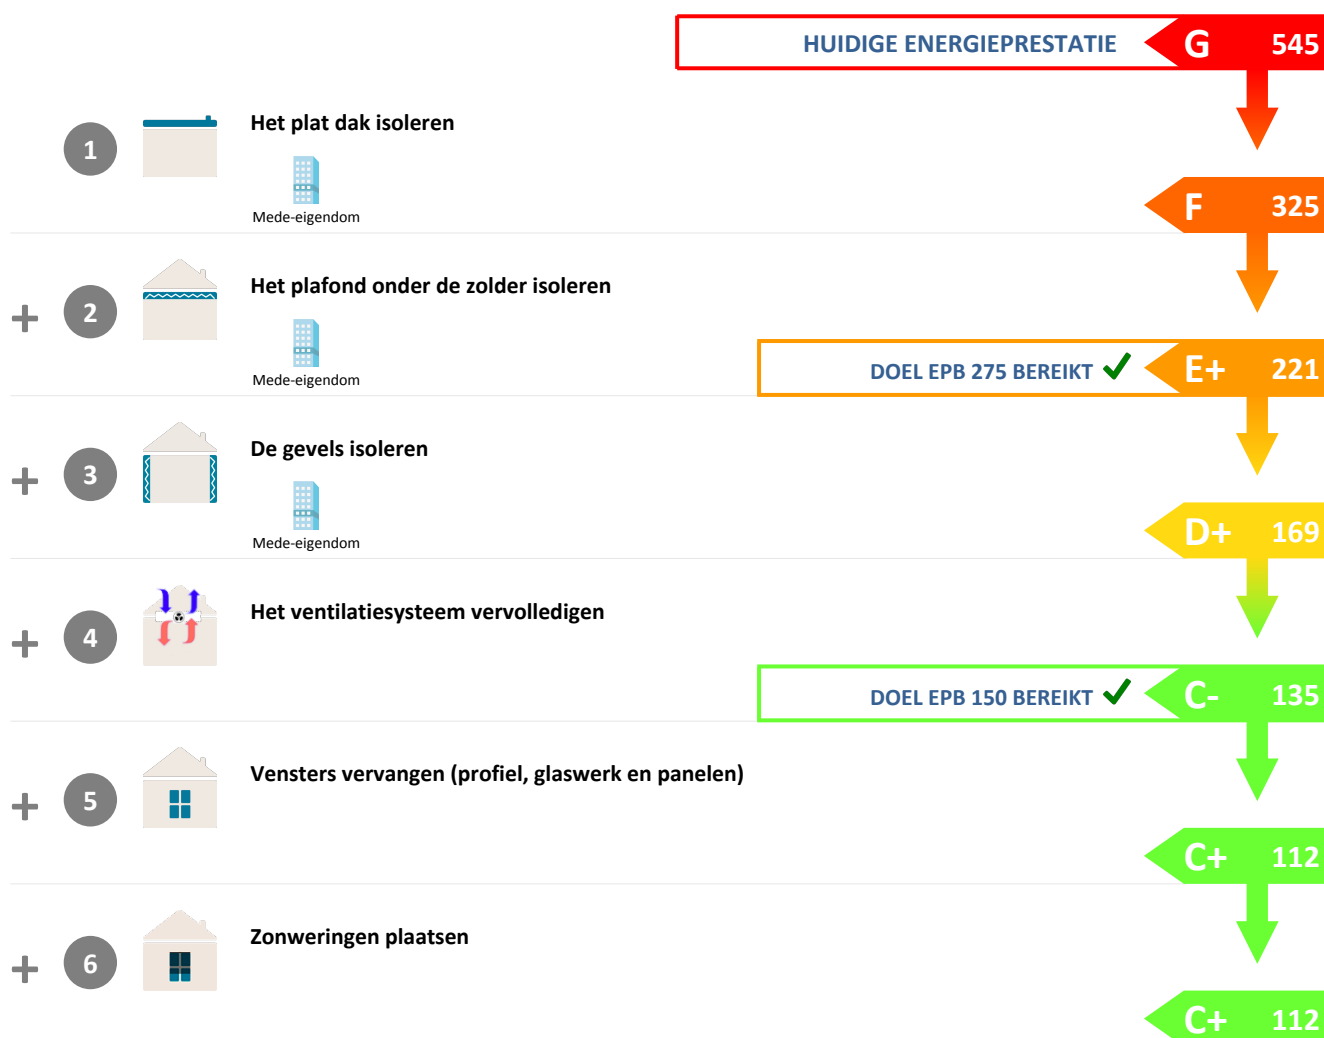 HUIDIGE ENERGIEPRESTATIE G 545
1 Het plat dak isoleren
Mede-eigendom
F 325
+ 2 Het plafond onder de zolder isoleren
Mede-eigendom
DOEL EPB 275 BEREIKT ✓ E+ 221
+ 3 De gevels isoleren
Mede-eigendom
D+ 169
+ 4 Het ventilatiesysteem vervolledigen
DOEL EPB 150 BEREIKT ✓ C- 135
+ 5 Vensters vervangen (profiel, glaswerk en panelen)
C+ 112
+ 6 Zonweringen plaatsen
C+ 112